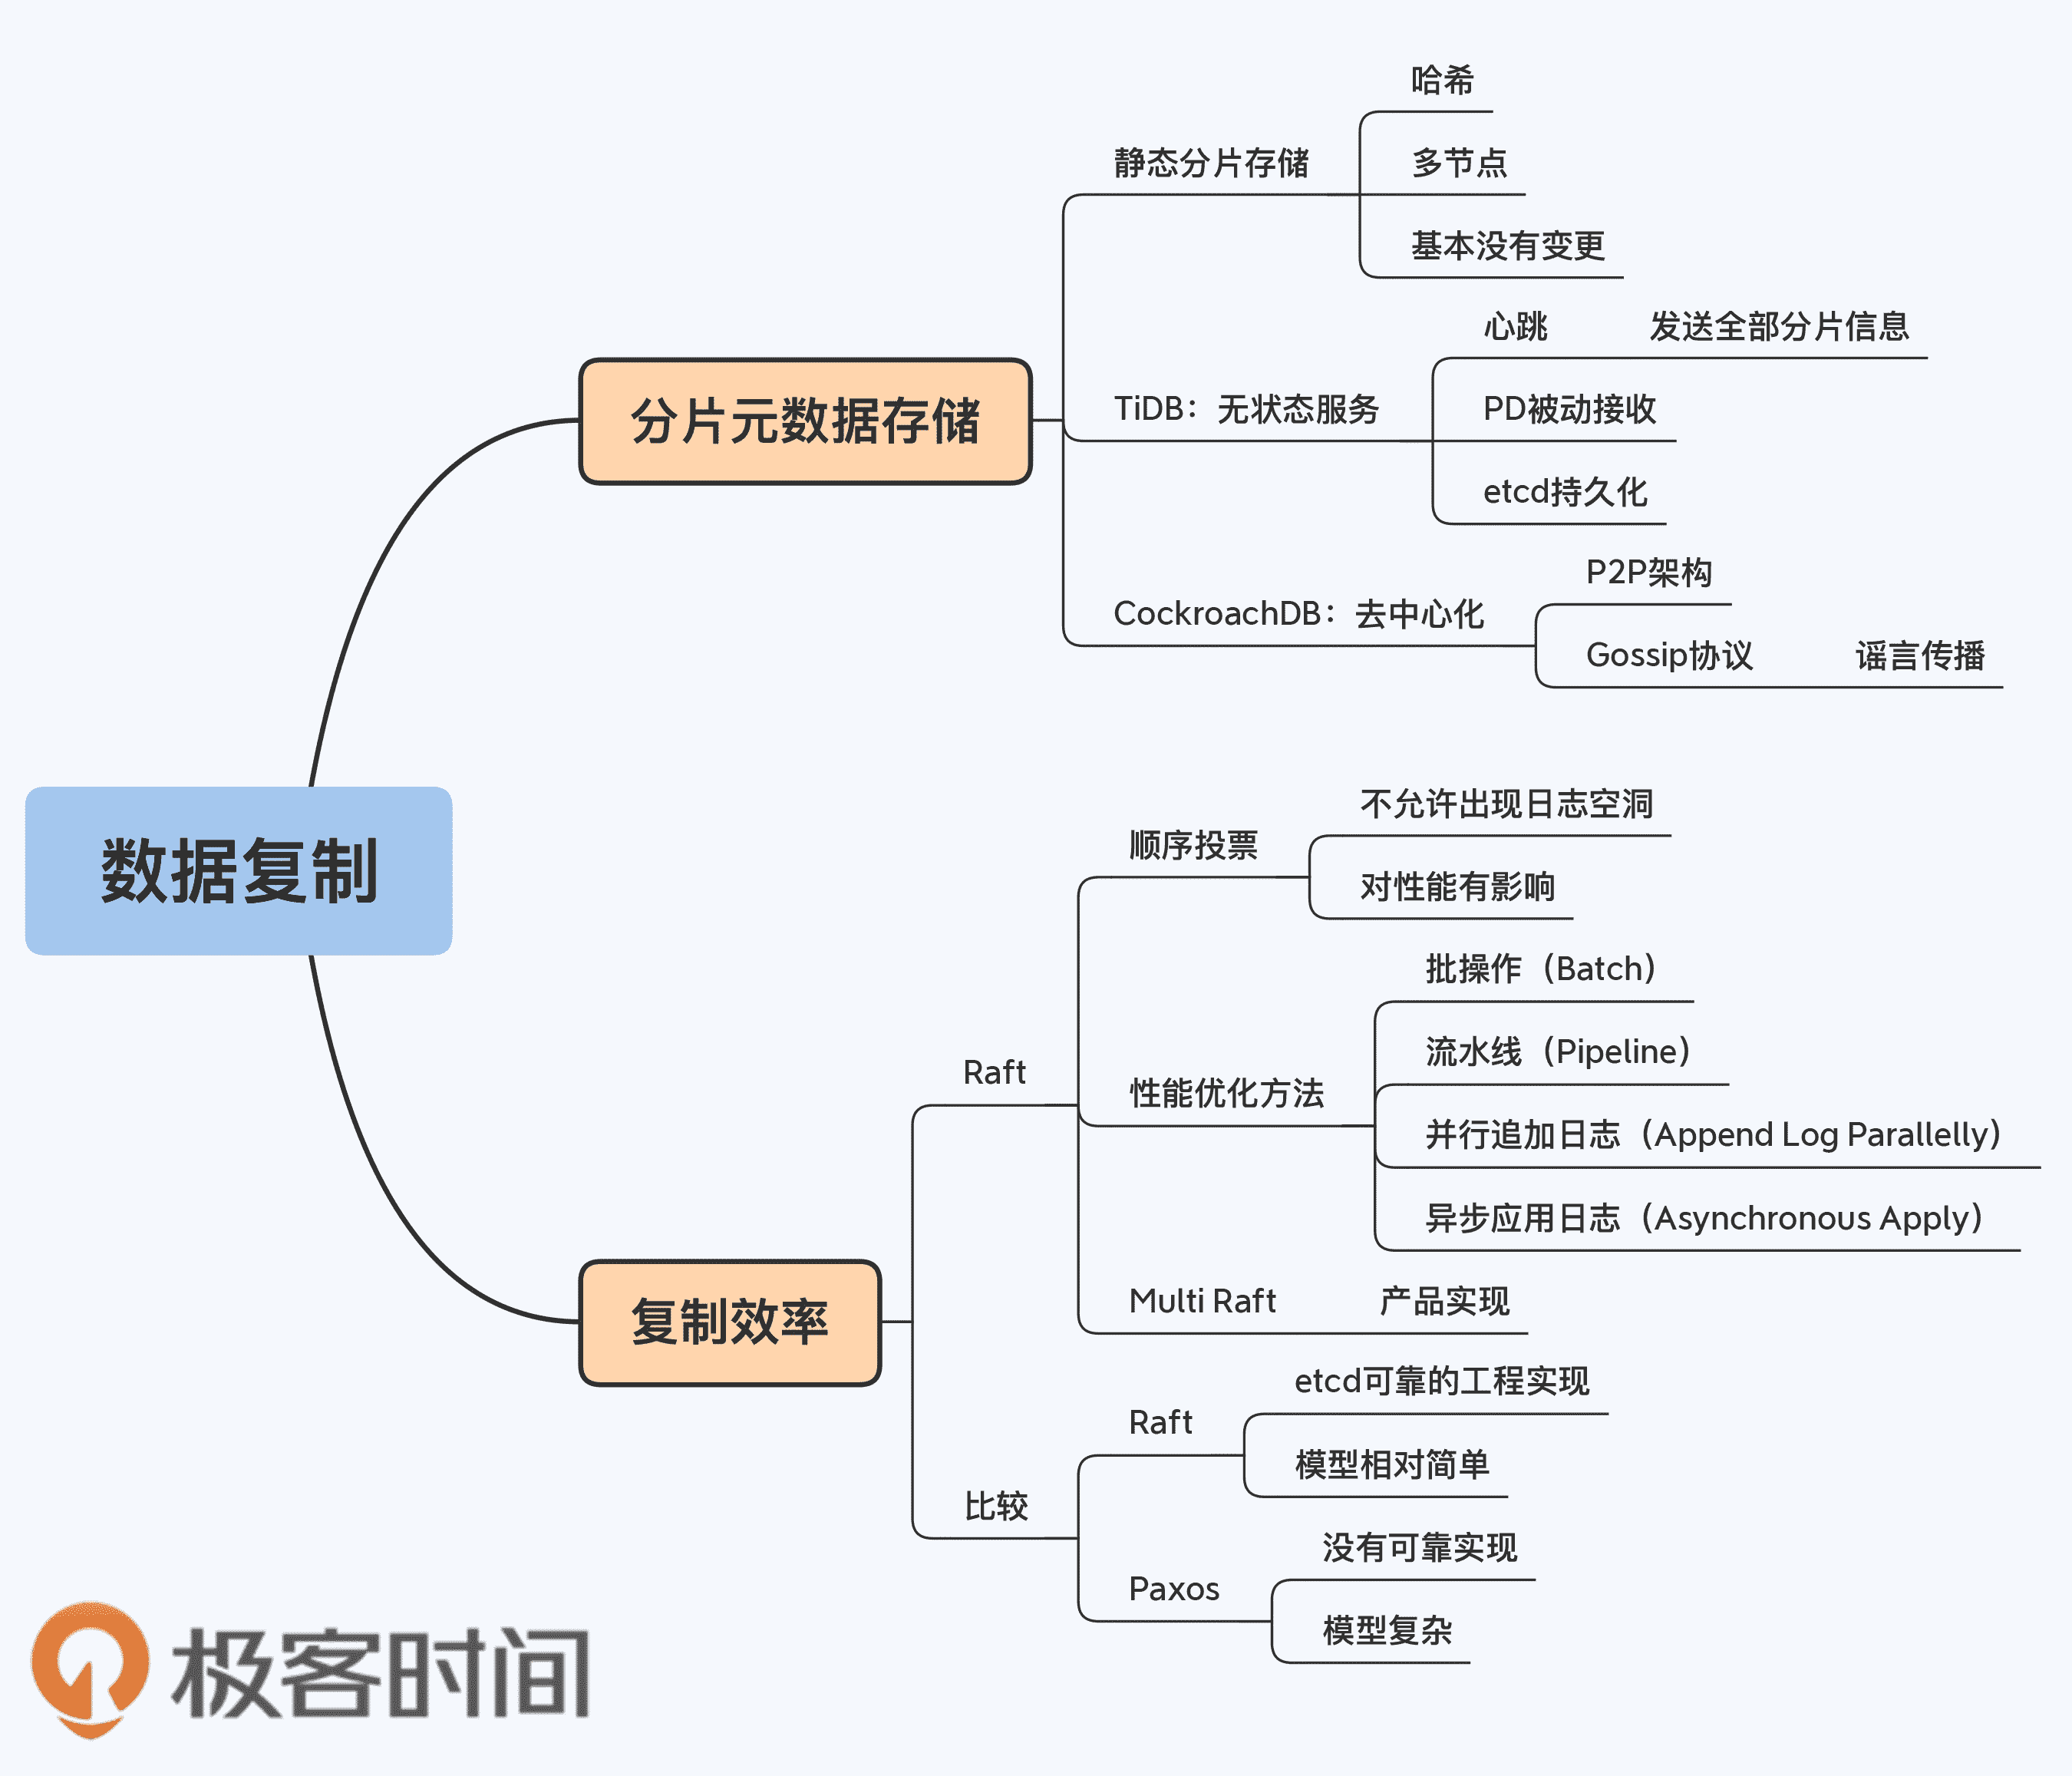 数据复制
分片元数据存储
静态分片存储
哈希
多节点
基本没有变更
TiDB：无状态服务
心跳
发送全部分片信息
PD被动接收
etcd持久化
CockroachDB：去中心化
P2P架构
Gossip协议
谣言传播
复制效率
Raft
顺序投票
不允许出现日志空洞
对性能有影响
性能优化方法
批操作（Batch）
流水线（Pipeline）
并行追加日志（Append Log Parallelly）
异步应用日志（Asynchronous Apply）
Multi Raft
产品实现
比较
Raft
etcd可靠的工程实现
模型相对简单
Paxos
没有可靠实现
模型复杂
极客时间